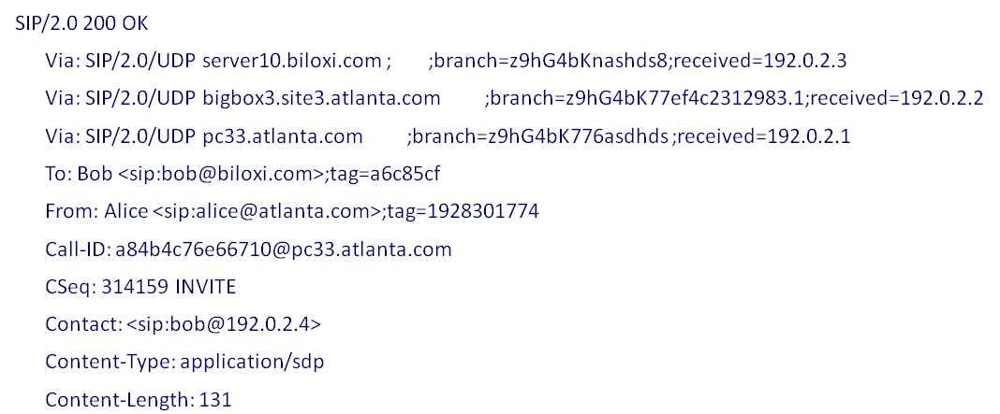 SIP/2.0 200 OK
Via: SIP/2.0/UDP server10.biloxi.com ; ;branch=z9hG4bKnashds8;received=192.0.2.3
Via: SIP/2.0/UDP bigbox3.site3.atlanta.com ;branch=z9hG4bK77ef4c2312983.1;received=192.0.2.2
Via: SIP/2.0/UDP pc33.atlanta.com ;branch=z9hG4bK776asdhds ;received=192.0.2.1
To: Bob <sip:bob@biloxi.com>;tag=a6c85cf
From: Alice <sip:alice@atlanta.com>;tag=1928301774
Call-ID: a84b4c76e66710@pc33.atlanta.com
CSeq: 314159 INVITE
Contact: <sip:bob@192.0.2.4>
Content-Type: application/sdp
Content-Length: 131